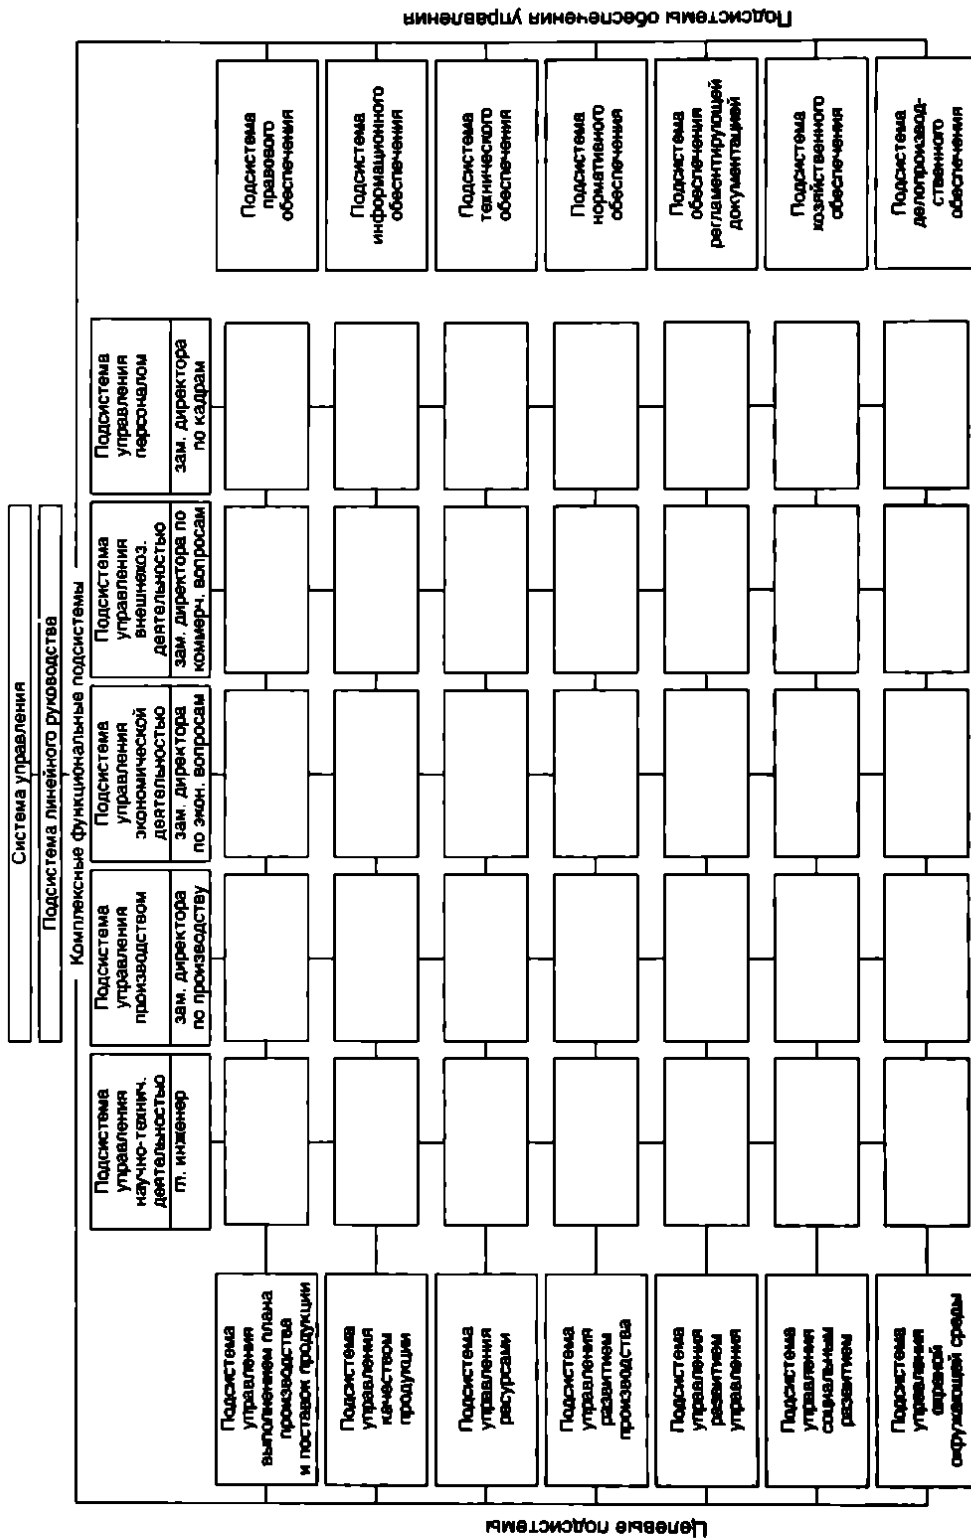 Система управления
Подсистема линейного руководства
Комплексные функциональные подсистемы
Целевые подсистемы
Подсистемы обеспечения управления
Подсистема
управления
научно-технич.
деятельностью
гл. инженер
Подсистема
управления
производством
зам. директора
по производству
Подсистема
управления
экономической
деятельностью
зам. директора
по экон. вопросам
Подсистема
управления
внешнехоз.
деятельностью
зам. директора по
коммерч. вопросам
Подсистема
управления
персоналом
зам. директора
по кадрам
Подсистема
управления
выполнением плана
производства
и поставок продукции
Подсистема
правового
обеспечения
Подсистема
управления
качеством
продукции
Подсистема
информационного
обеспечения
Подсистема
управления
ресурсами
Подсистема
технического
обеспечения
Подсистема
управления
развитием
производства
Подсистема
нормативного
обеспечения
Подсистема
управления
развитием
управления
Подсистема
обеспечения
регламентирующей
документацией
Подсистема
управления
социальным
развитием
Подсистема
хозяйственного
обеспечения
Подсистема
управления
охраной
окружающей среды
Подсистема
делопроизвод-
ственного
обеспечения